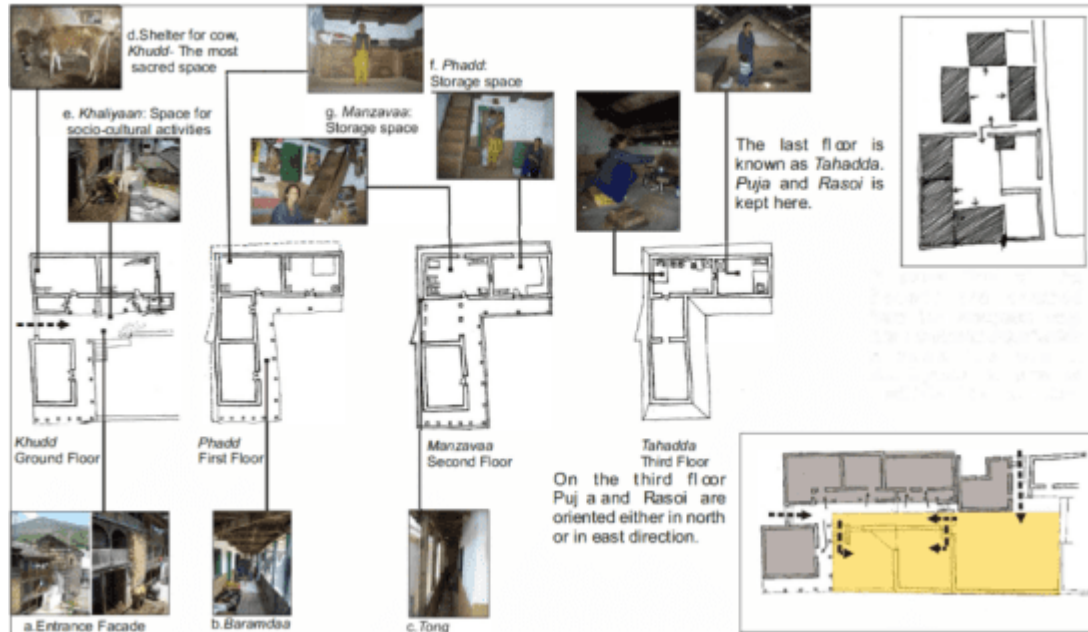 d.Shelter for cow,
Khudd- The most
sacred space
e. Khaliyaan: Space for
socio-cultural activities
f. Phadd:
Storage space
g. Manzavaa:
Storage space
The last floor is
known as Tahadda.
Puja and Rasoi is
kept here.
Khudd
Ground Floor
Phadd
First Floor
Manzavaa
Second Floor
Tahadda
Third Floor
On the third floor
Puja and Rasoi are
oriented either in north
or in east direction.
a.Entrance Facade
b.Baramdaa
c.Tong